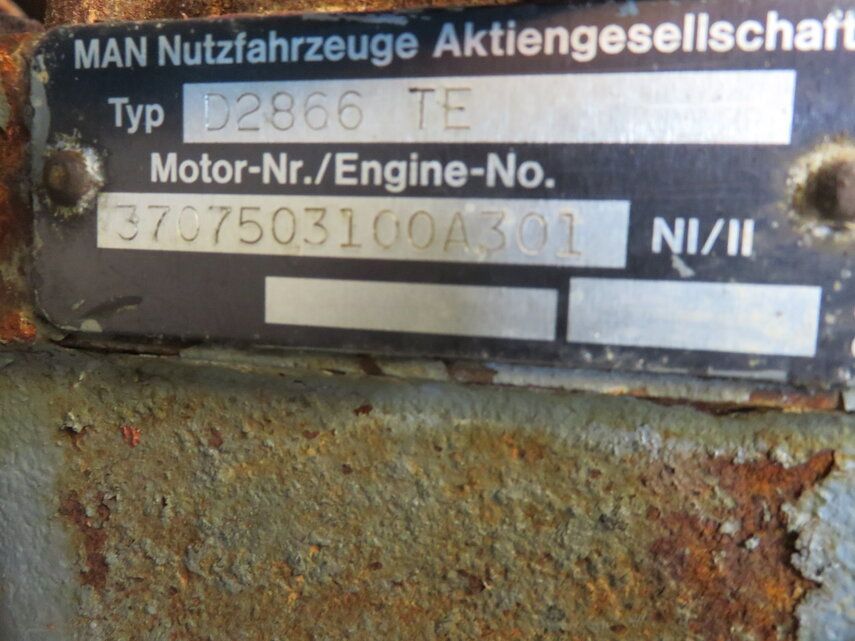 MAN Nutzfahrzeuge Aktiengesellschaft
Typ D2866 TE
Motor-Nr./Engine-No.
3707503100A301 NI/II